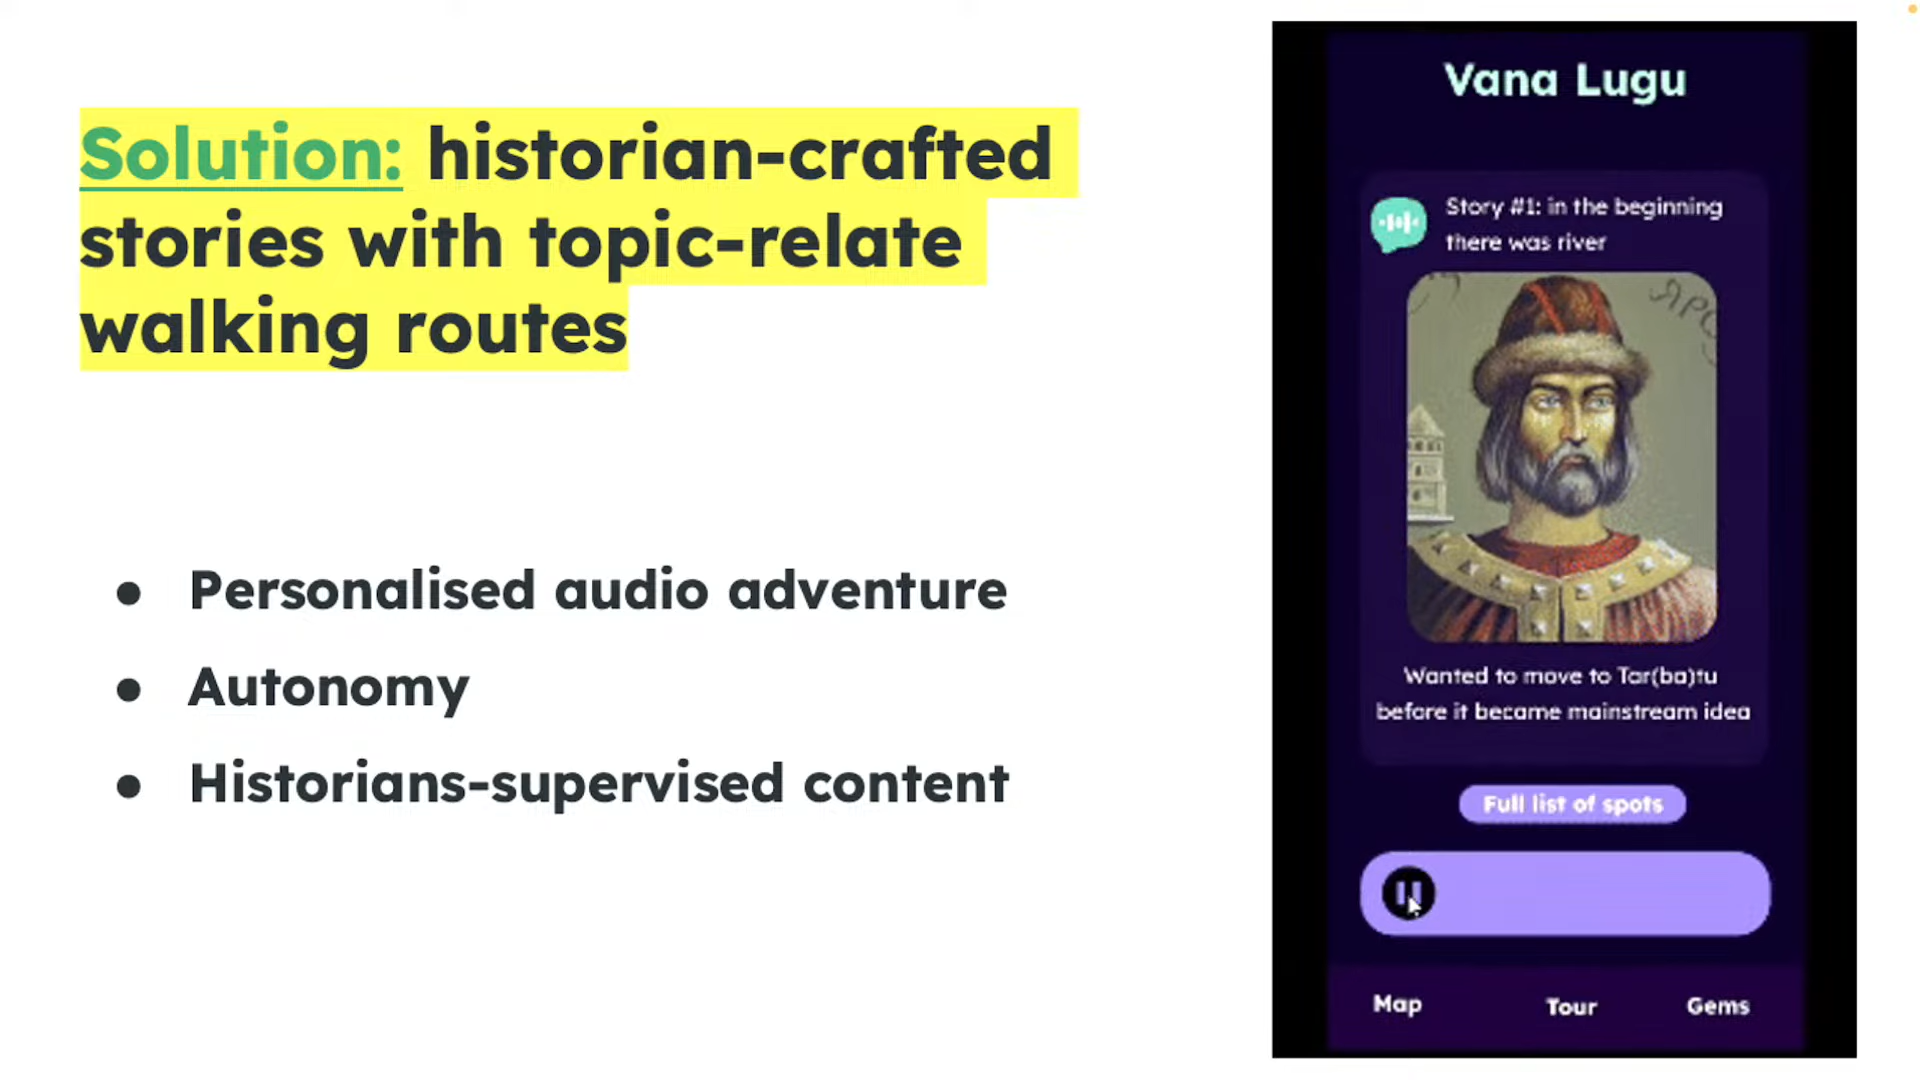 Solution: historian-crafted
stories with topic-relate
walking routes
● Personalised audio adventure
● Autonomy
● Historians-supervised content
Vana Lugu
Story #1: in the beginning
there was river
ЯРОС
Wanted to move to Tar(ba)tu
before it became mainstream idea
Full list of spots
Map
Tour
Gems